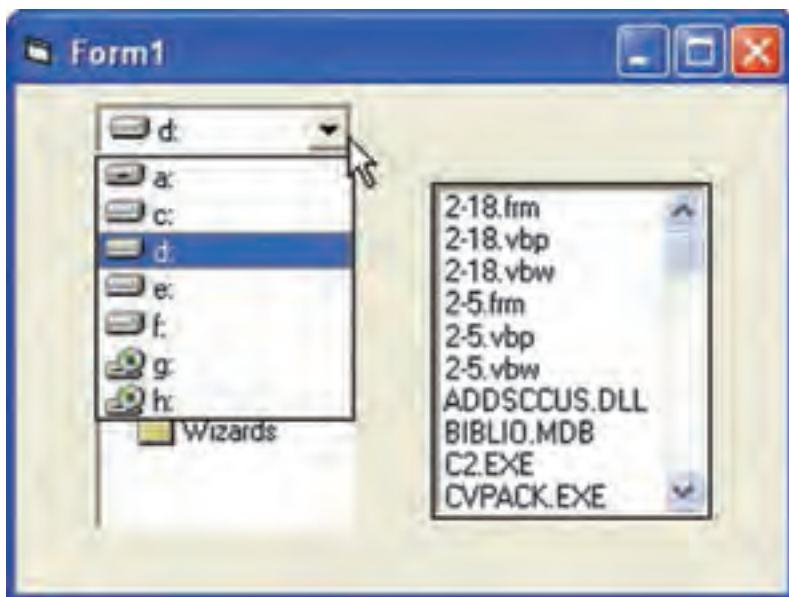 Form1
d:
a:
c:
d:
e:
f:
g:
h:
Wizards
2-18.frm
2-18.vbp
2-18.vbw
2-5.frm
2-5.vbp
2-5.vbw
ADDSCCUS.DLL
BIBLIO.MDB
C2.EXE
CVPACK.EXE